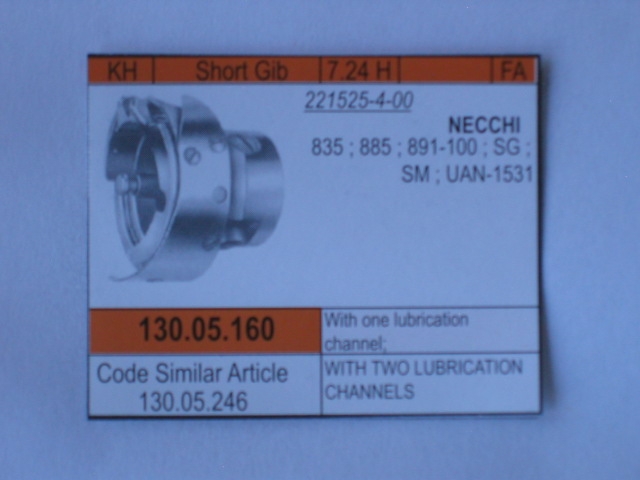 KH Short Gib 7.24 H FA
221525-4-00
NECCHI
835 ; 885 ; 891-100 ; SG ;
SM ; UAN-1531
130.05.160
With one lubrication
channel;
Code Similar Article
130.05.246
WITH TWO LUBRICATION
CHANNELS